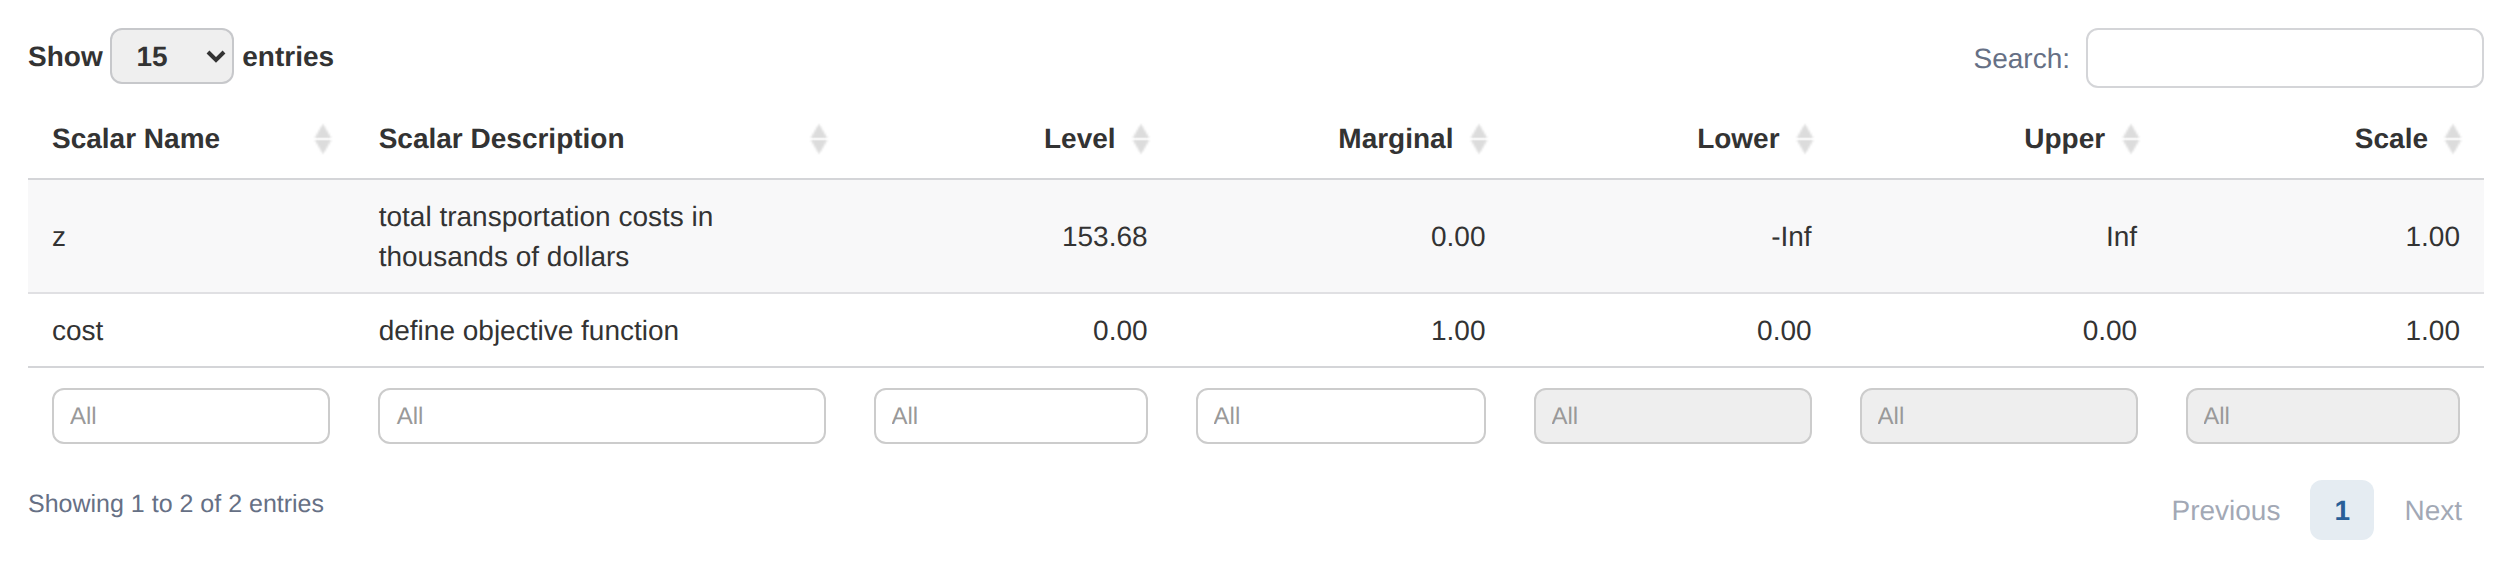 Show 15 entries Search:
Scalar Name Scalar Description Level Marginal Lower Upper Scale
z total transportation costs in thousands of dollars 153.68 0.00 -Inf Inf 1.00
cost define objective function 0.00 1.00 0.00 0.00 1.00
All All All All All All All
Showing 1 to 2 of 2 entries Previous 1 Next